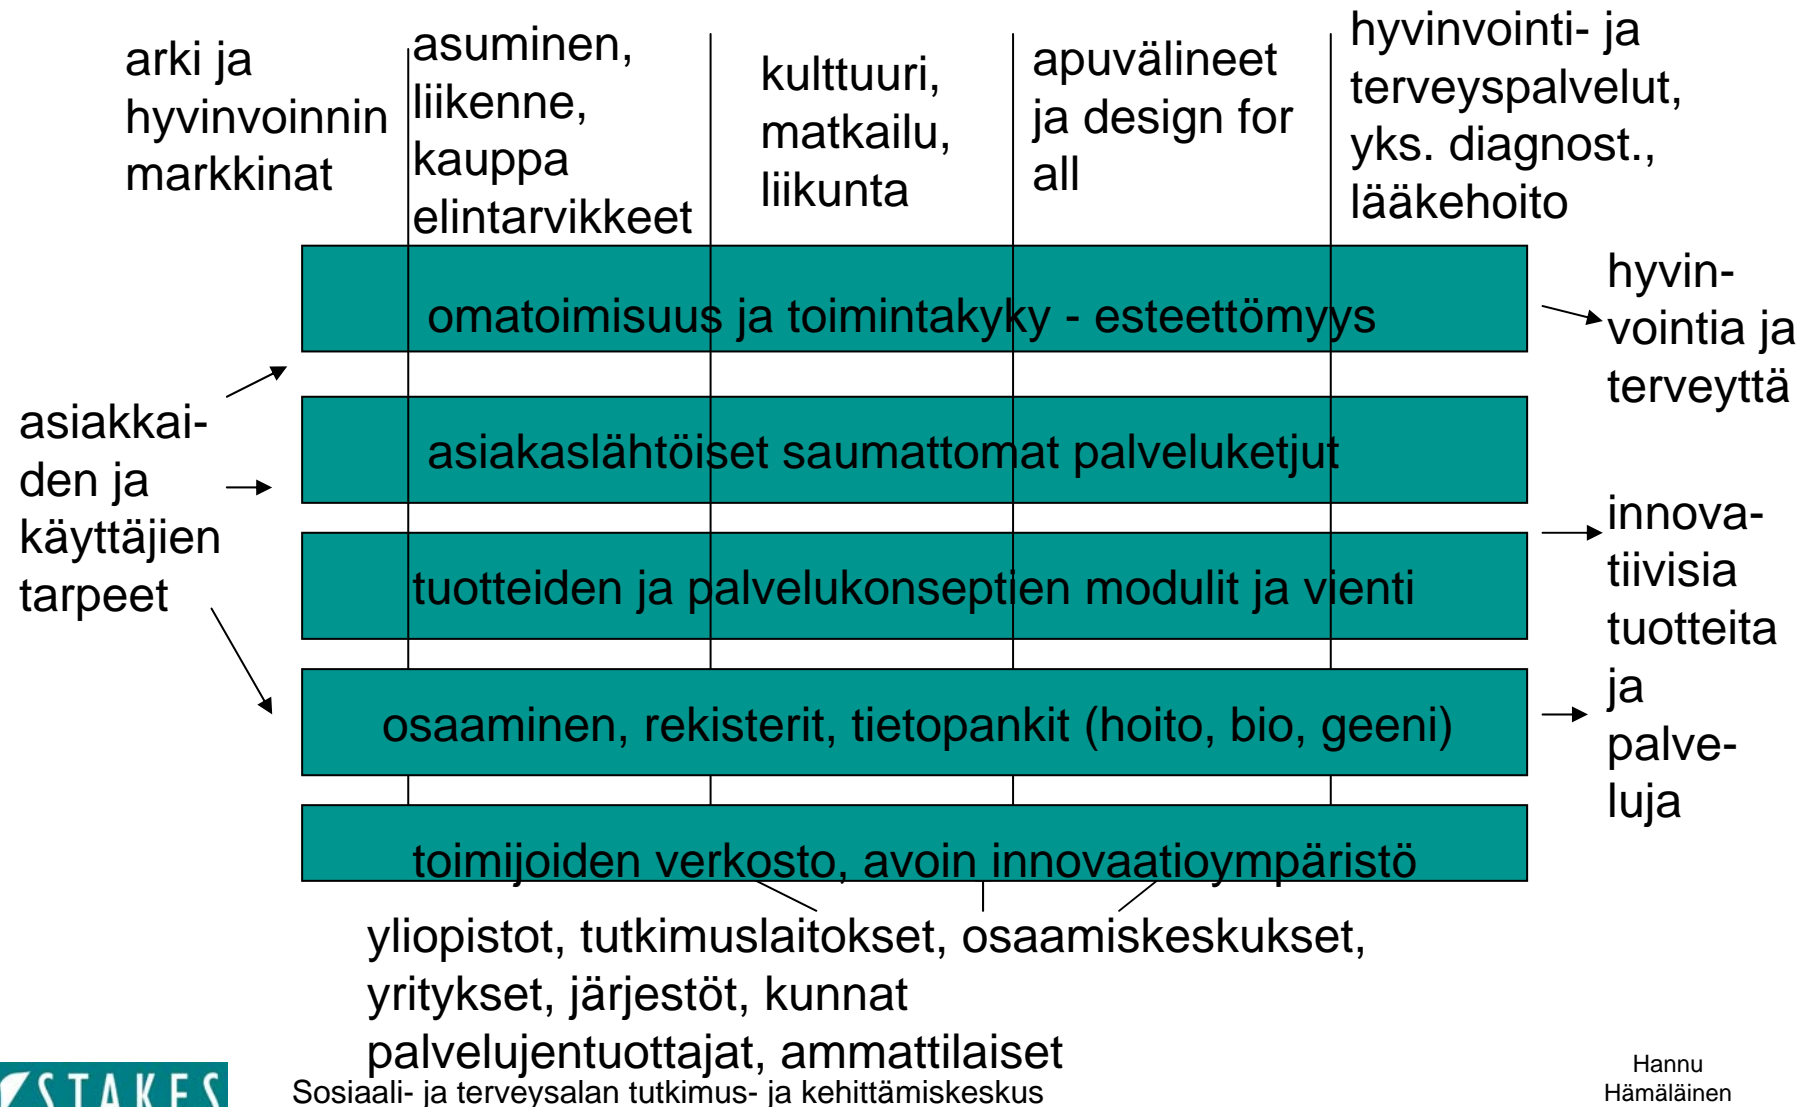 arki ja
hyvinvoinnin
markkinat
asuminen,
liikenne,
kauppa
elintarvikkeet
kulttuuri,
matkailu,
liikunta
apuvälineet
ja design for
all
hyvinvointi- ja
terveyspalvelut,
yks. diagnost.,
lääkehoito
omatoimisuus ja toimintakyky - esteettömyys
asiakaslähtöiset saumattomat palveluketjut
tuotteiden ja palvelukonseptien modulit ja vienti
osaaminen, rekisterit, tietopankit (hoito, bio, geeni)
toimijoiden verkosto, avoin innovaatioympäristö
asiakkai-
den ja
käyttäjien
tarpeet
hyvin-
vointia ja
terveyttä
innova-
tiivisia
tuotteita
ja
palve-
luja
yliopistot, tutkimuslaitokset, osaamiskeskukset,
yritykset, järjestöt, kunnat
palvelujentuottajat, ammattilaiset
STAKES
Sosiaali- ja terveysalan tutkimus- ja kehittämiskeskus
Hannu
Hämäläinen